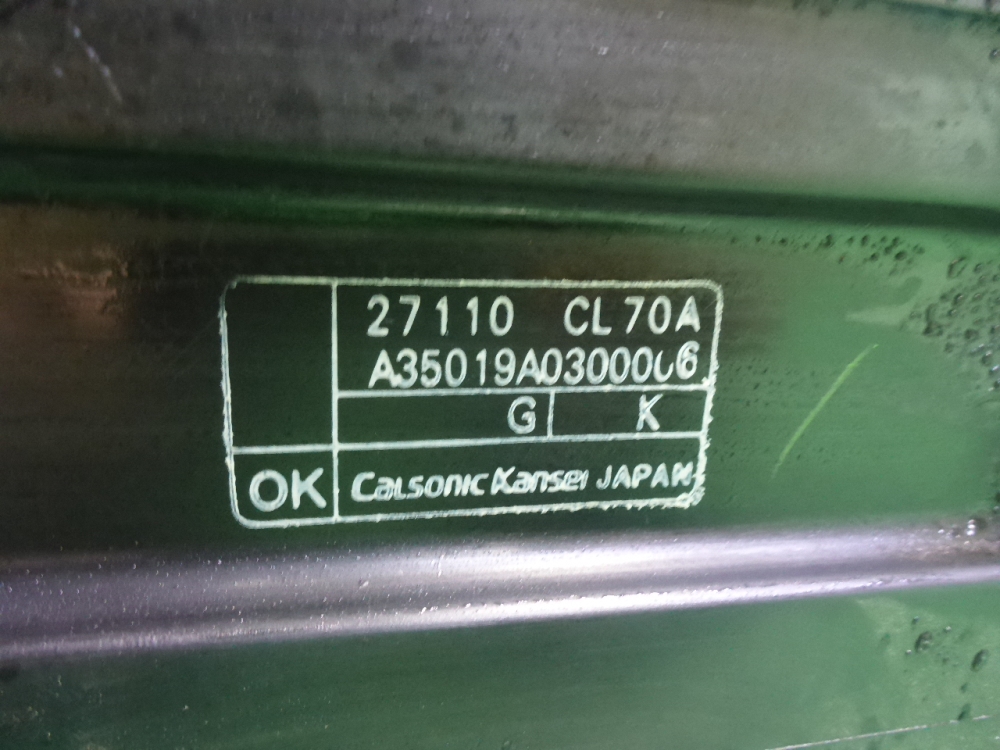 27110 CL70A
A35019A0300006
G K
OK Calsonic Kansei JAPAN